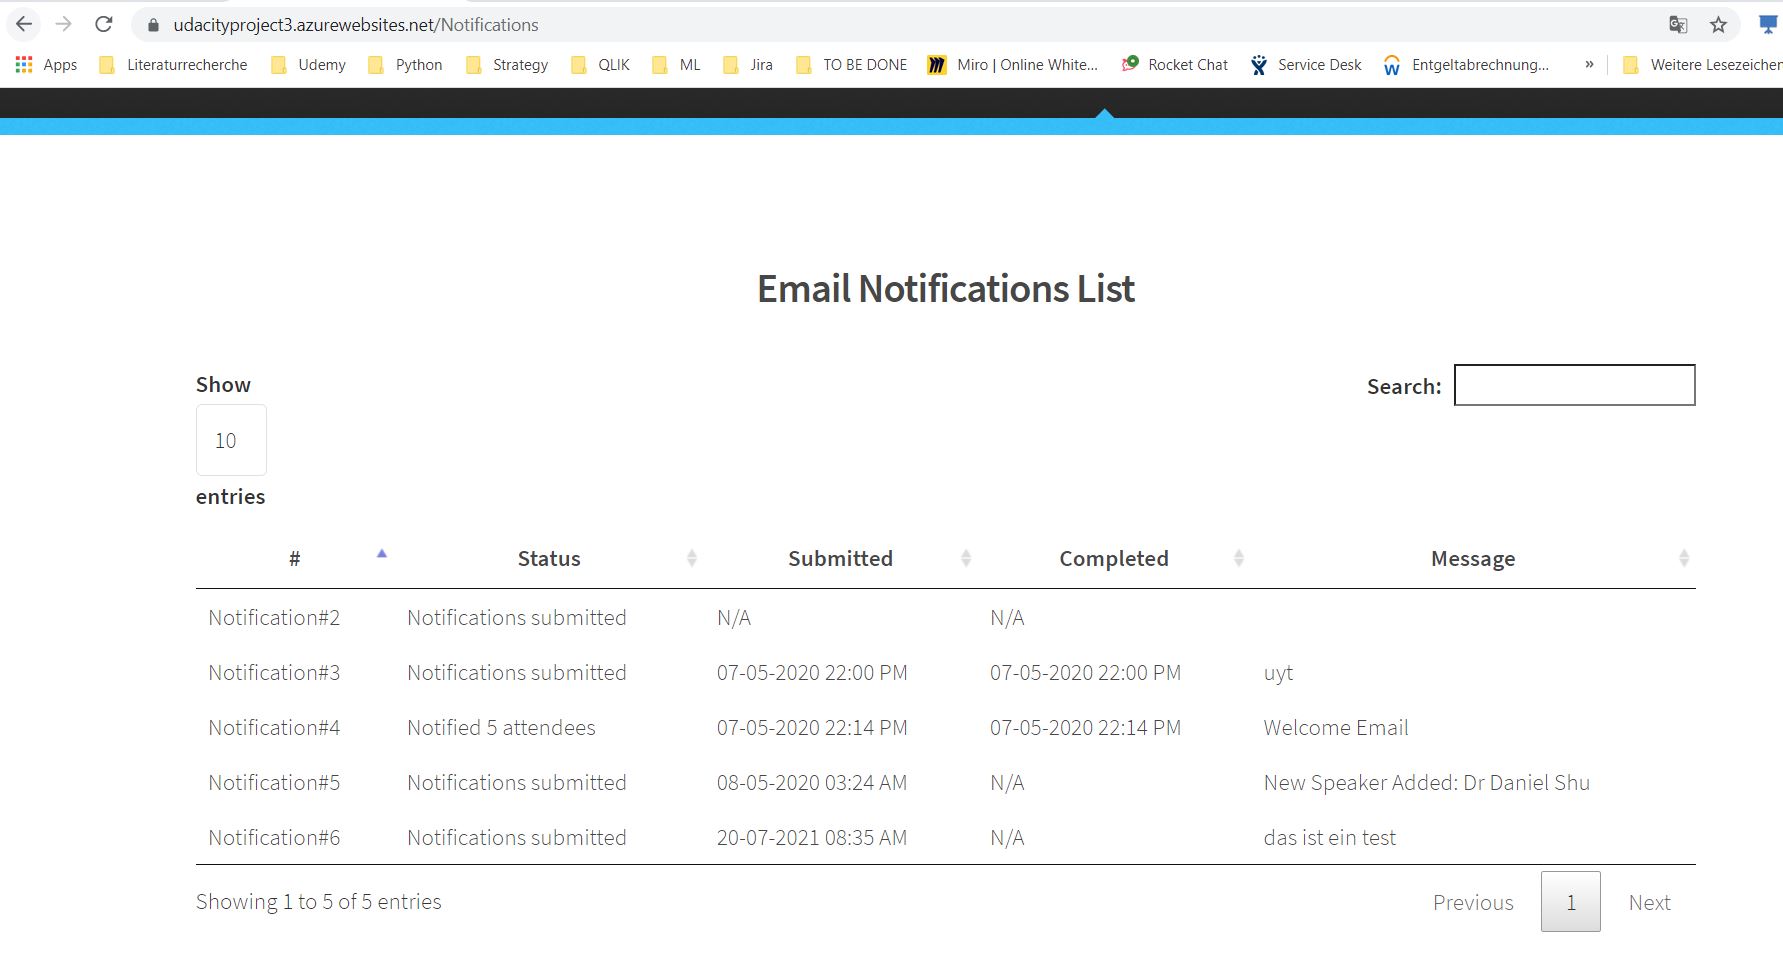 udacityproject3.azurewebsites.net/Notifications
Apps Literaturrecherche Udemy Python Strategy QLIK ML Jira TO BE DONE Miro | Online White... Rocket Chat Service Desk Entgeltabrechnung... » Weitere Lesezeichen
Email Notifications List
Show
10
entries
Search:
# Status Submitted Completed Message
Notification#2 Notifications submitted N/A N/A
Notification#3 Notifications submitted 07-05-2020 22:00 PM 07-05-2020 22:00 PM uyt
Notification#4 Notified 5 attendees 07-05-2020 22:14 PM 07-05-2020 22:14 PM Welcome Email
Notification#5 Notifications submitted 08-05-2020 03:24 AM N/A New Speaker Added: Dr Daniel Shu
Notification#6 Notifications submitted 20-07-2021 08:35 AM N/A das ist ein test
Showing 1 to 5 of 5 entries
Previous 1 Next